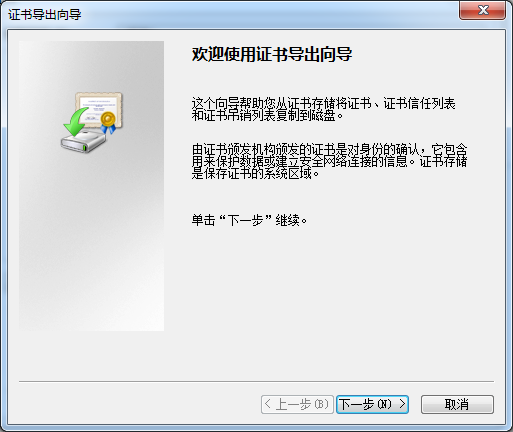 证书导出向导
欢迎使用证书导出向导
这个向导帮助您从证书存储将证书、证书信任列表
和证书吊销列表复制到磁盘。
由证书颁发机构颁发的证书是对身份的确认，它包含
用来保护数据或建立安全网络连接的信息。证书存储
是保存证书的系统区域。
单击“下一步”继续。
< 上一步(B) 下一步(N) > 取消